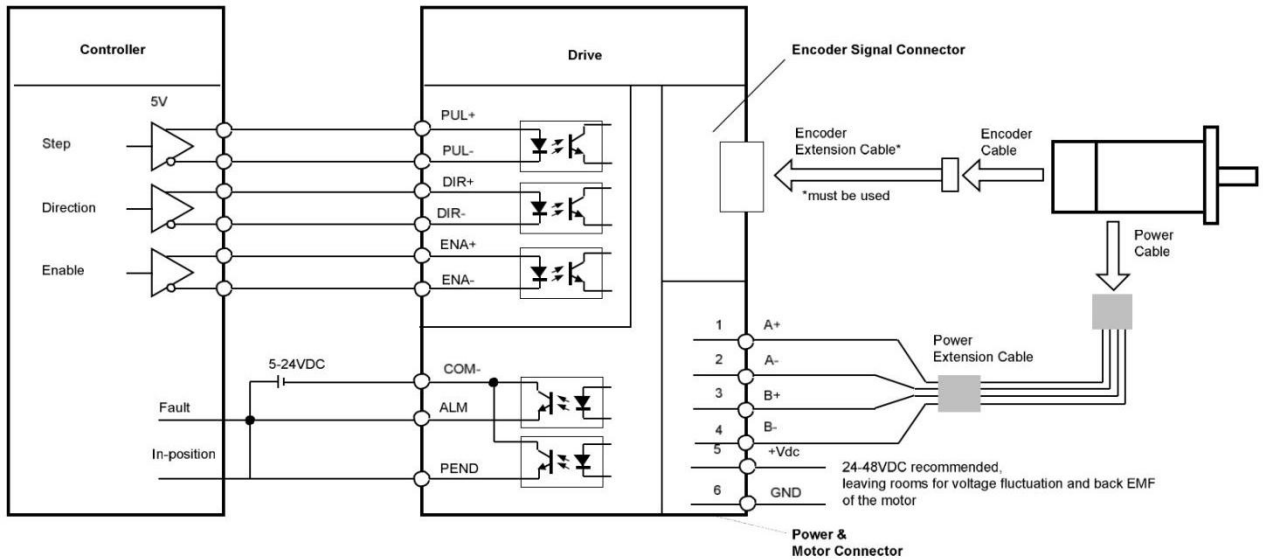 Controller
Drive
Encoder Signal Connector
5V
Step
Direction
Enable
PUL+
PUL-
DIR+
DIR-
ENA+
ENA-
Encoder
Extension Cable*
*must be used
Encoder
Cable
Power
Cable
5-24VDC
Fault
In-position
COM-
ALM
PEND
1
A+
2
A-
3
B+
4
B-
5
+Vdc
6
GND
Power
Extension Cable
24-48VDC recommended,
leaving rooms for voltage fluctuation and back EMF
of the motor
Power &
Motor Connector